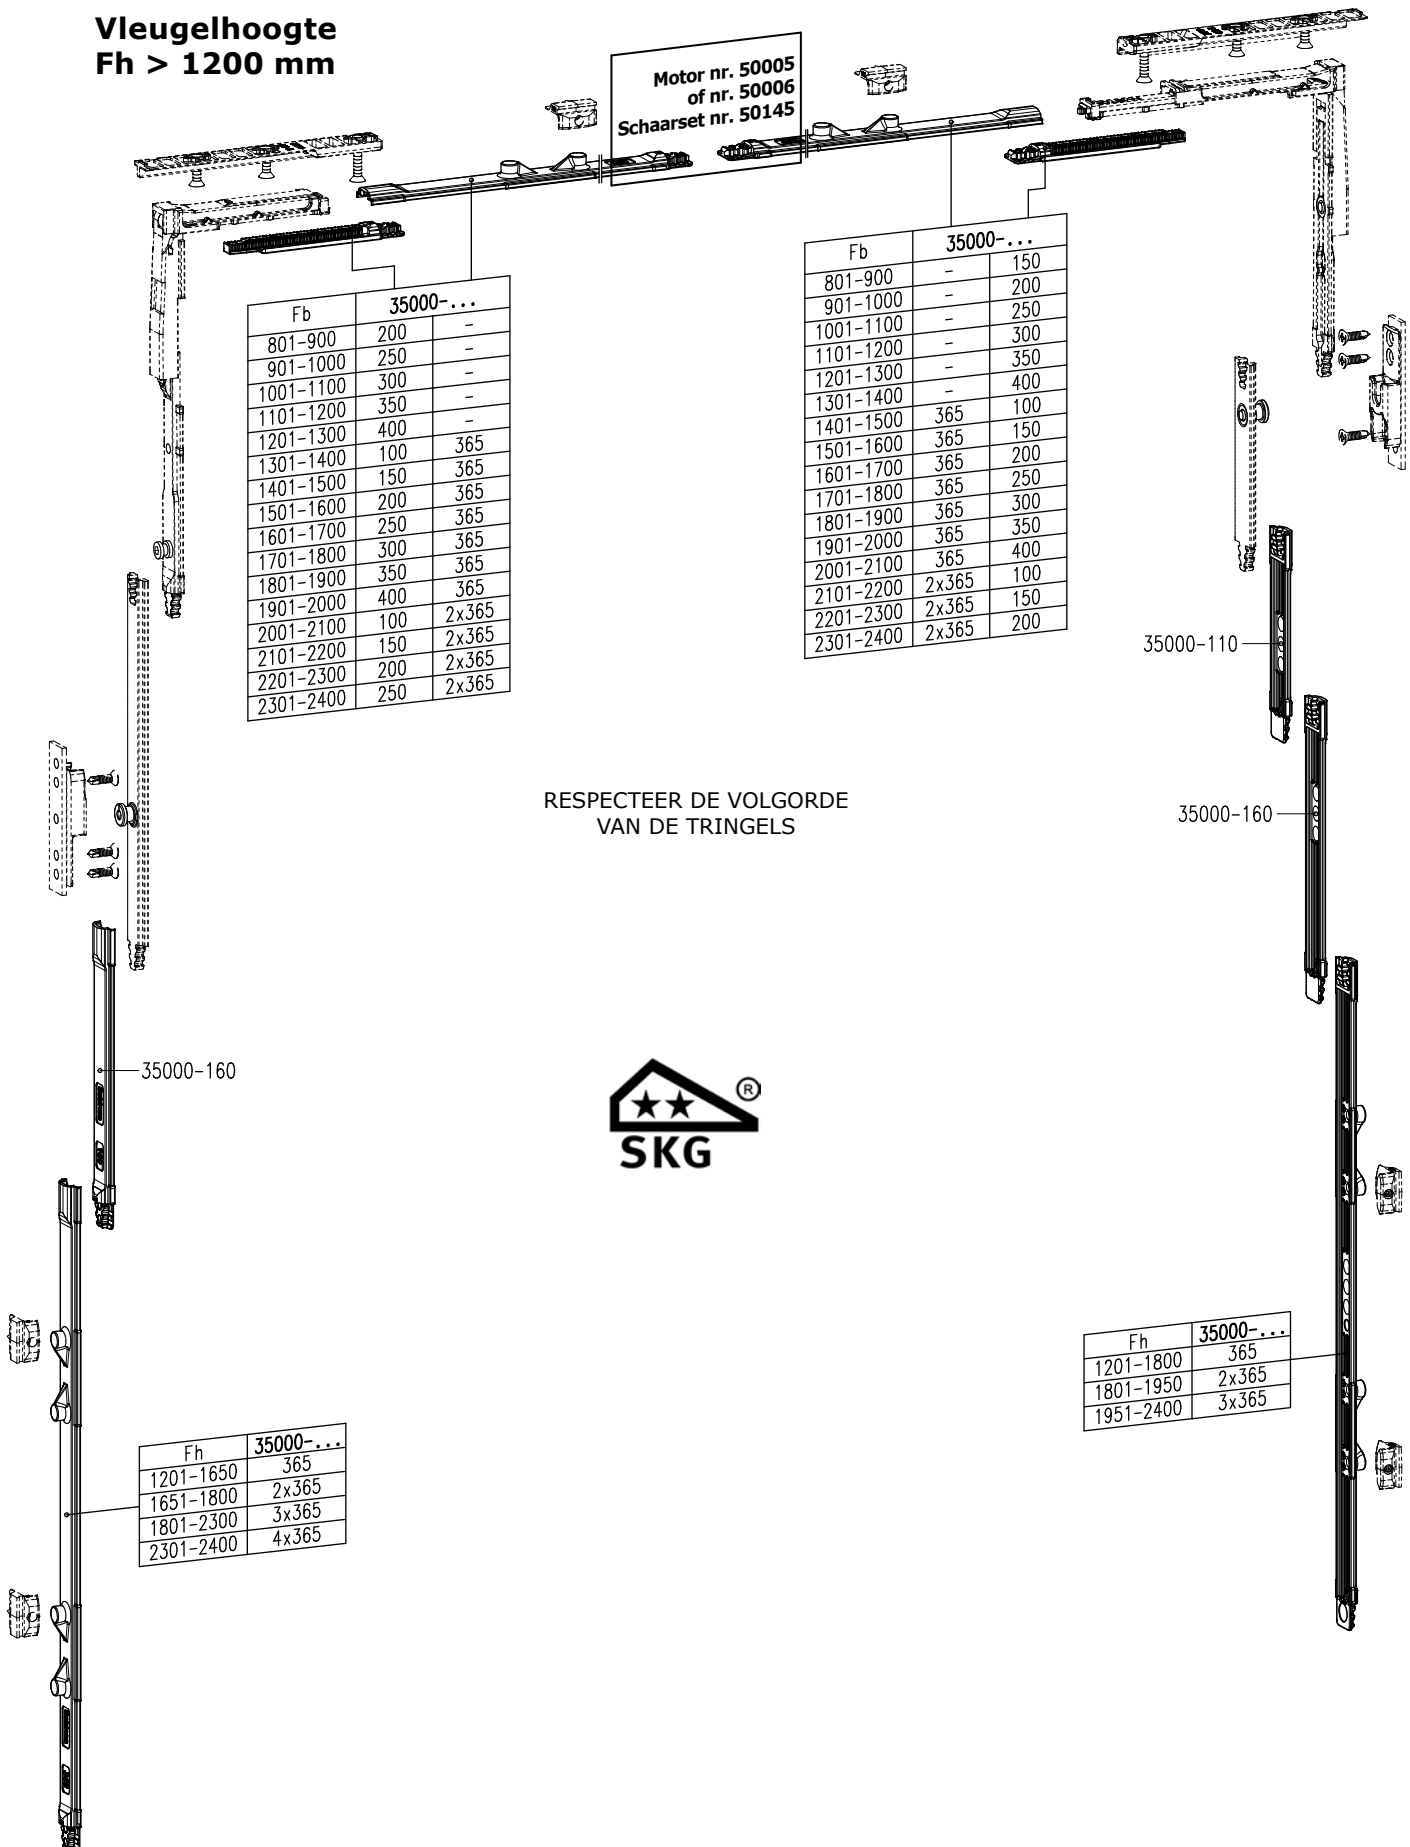 Vleugelhoogte
Fh > 1200 mm
Motor nr. 50005
of nr. 50006
Schaarset nr. 50145
Fb 35000-...
801-900 200 -
901-1000 250 -
1001-1100 300 -
1101-1200 350 -
1201-1300 400 -
1301-1400 100 365
1401-1500 150 365
1501-1600 200 365
1601-1700 250 365
1701-1800 300 365
1801-1900 350 365
1901-2000 400 365
2001-2100 100 2x365
2101-2200 150 2x365
2201-2300 200 2x365
2301-2400 250 2x365
Fb 35000-...
801-900 - 150
901-1000 - 200
1001-1100 - 250
1101-1200 - 300
1201-1300 - 350
1301-1400 - 400
1401-1500 365 100
1501-1600 365 150
1601-1700 365 200
1701-1800 365 250
1801-1900 365 300
1901-2000 365 350
2001-2100 365 400
2101-2200 2x365 100
2201-2300 2x365 150
2301-2400 2x365 200
35000-110
35000-160
RESPECTEER DE VOLGORDE
VAN DE TRINGELS
35000-160
®
SKG
Fh 35000-...
1201-1800 365
1801-1950 2x365
1951-2400 3x365
Fh 35000-...
1201-1650 365
1651-1800 2x365
1801-2300 3x365
2301-2400 4x365